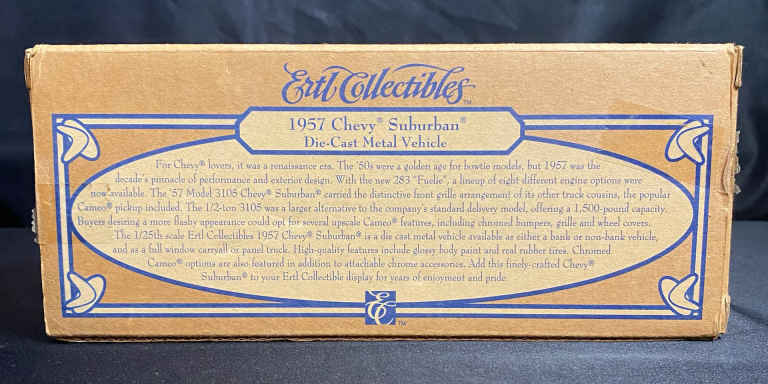 Ertl Collectibles™
1957 Chevy® Suburban®
Die-Cast Metal Vehicle
For Chevy® lovers, it was a renaissance era. The '50s were a golden age for bowtie models, but 1957 was the
decade's pinnacle of performance and exterior design. With the new 283 "Fuelie", a lineup of eight different engine options were
now available. The '57 Model 3105 Chevy® Suburban® carried the distinctive front grille arrangement of its other truck cousins, the popular
Cameo® pickup included. The 1/2-ton 3105 was a larger alternative to the company's standard delivery model, offering a 1,500-pound capacity.
Buyers desiring a more flashy appearance could opt for several upscale Cameo® features, including chromed bumpers, grille and wheel covers.
The 1/25th scale Ertl Collectibles 1957 Chevy® Suburban® is a die cast metal vehicle available as either a bank or non-bank vehicle,
and as a full window carryall or panel truck. High-quality features include glossy body paint and real rubber tires. Chromed
Cameo® options are also featured in addition to attachable chrome accessories. Add this finely-crafted Chevy®
Suburban® to your Ertl Collectible display for years of enjoyment and pride.
EC™